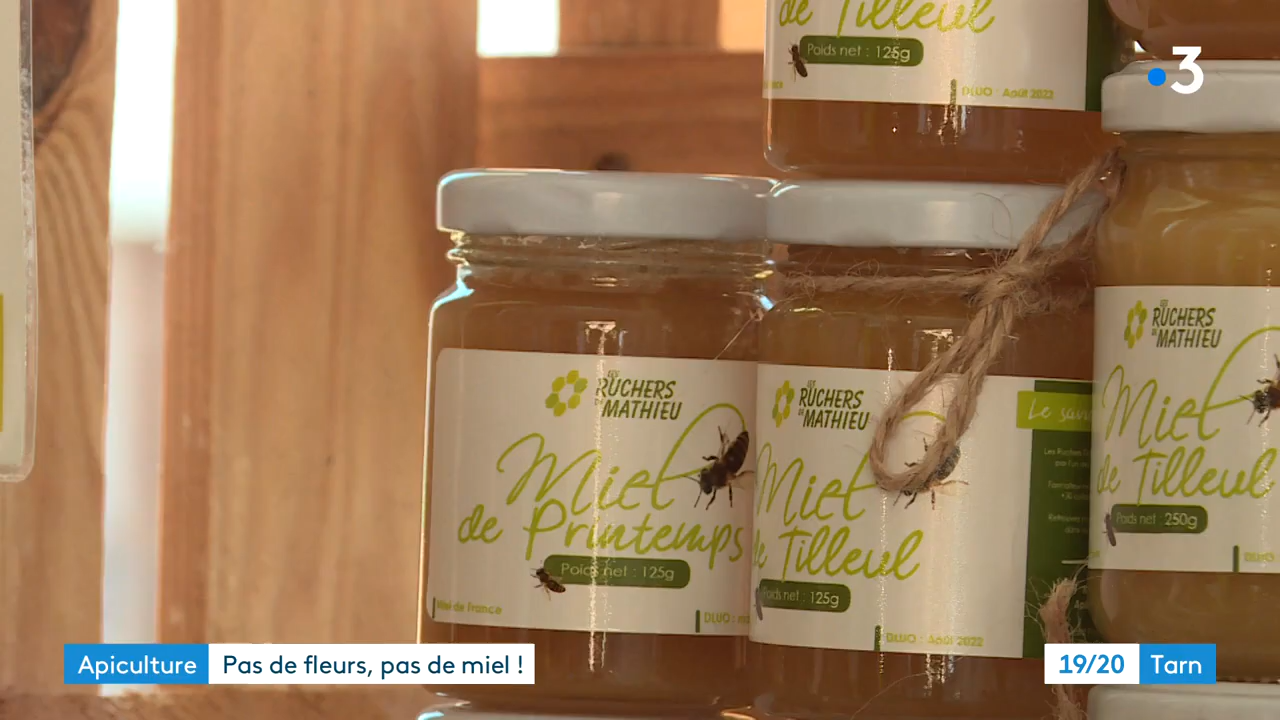 de Tilleul
Poids net : 125g
DLUO : Août 2022
3
LES
RUCHERS
DE MATHIEU
Miel
de Printemps
Poids net : 125g
Miel de France
DLUO :
LES
RUCHERS
DE MATHIEU
Miel
de Tilleul
Poids net : 125g
DLUO : Août 2022
Le
LES
RUCHERS
DE MATHIEU
Miel
de Tilleul
Poids net : 250g
Apiculture
Pas de fleurs, pas de miel !
19/20
Tarn